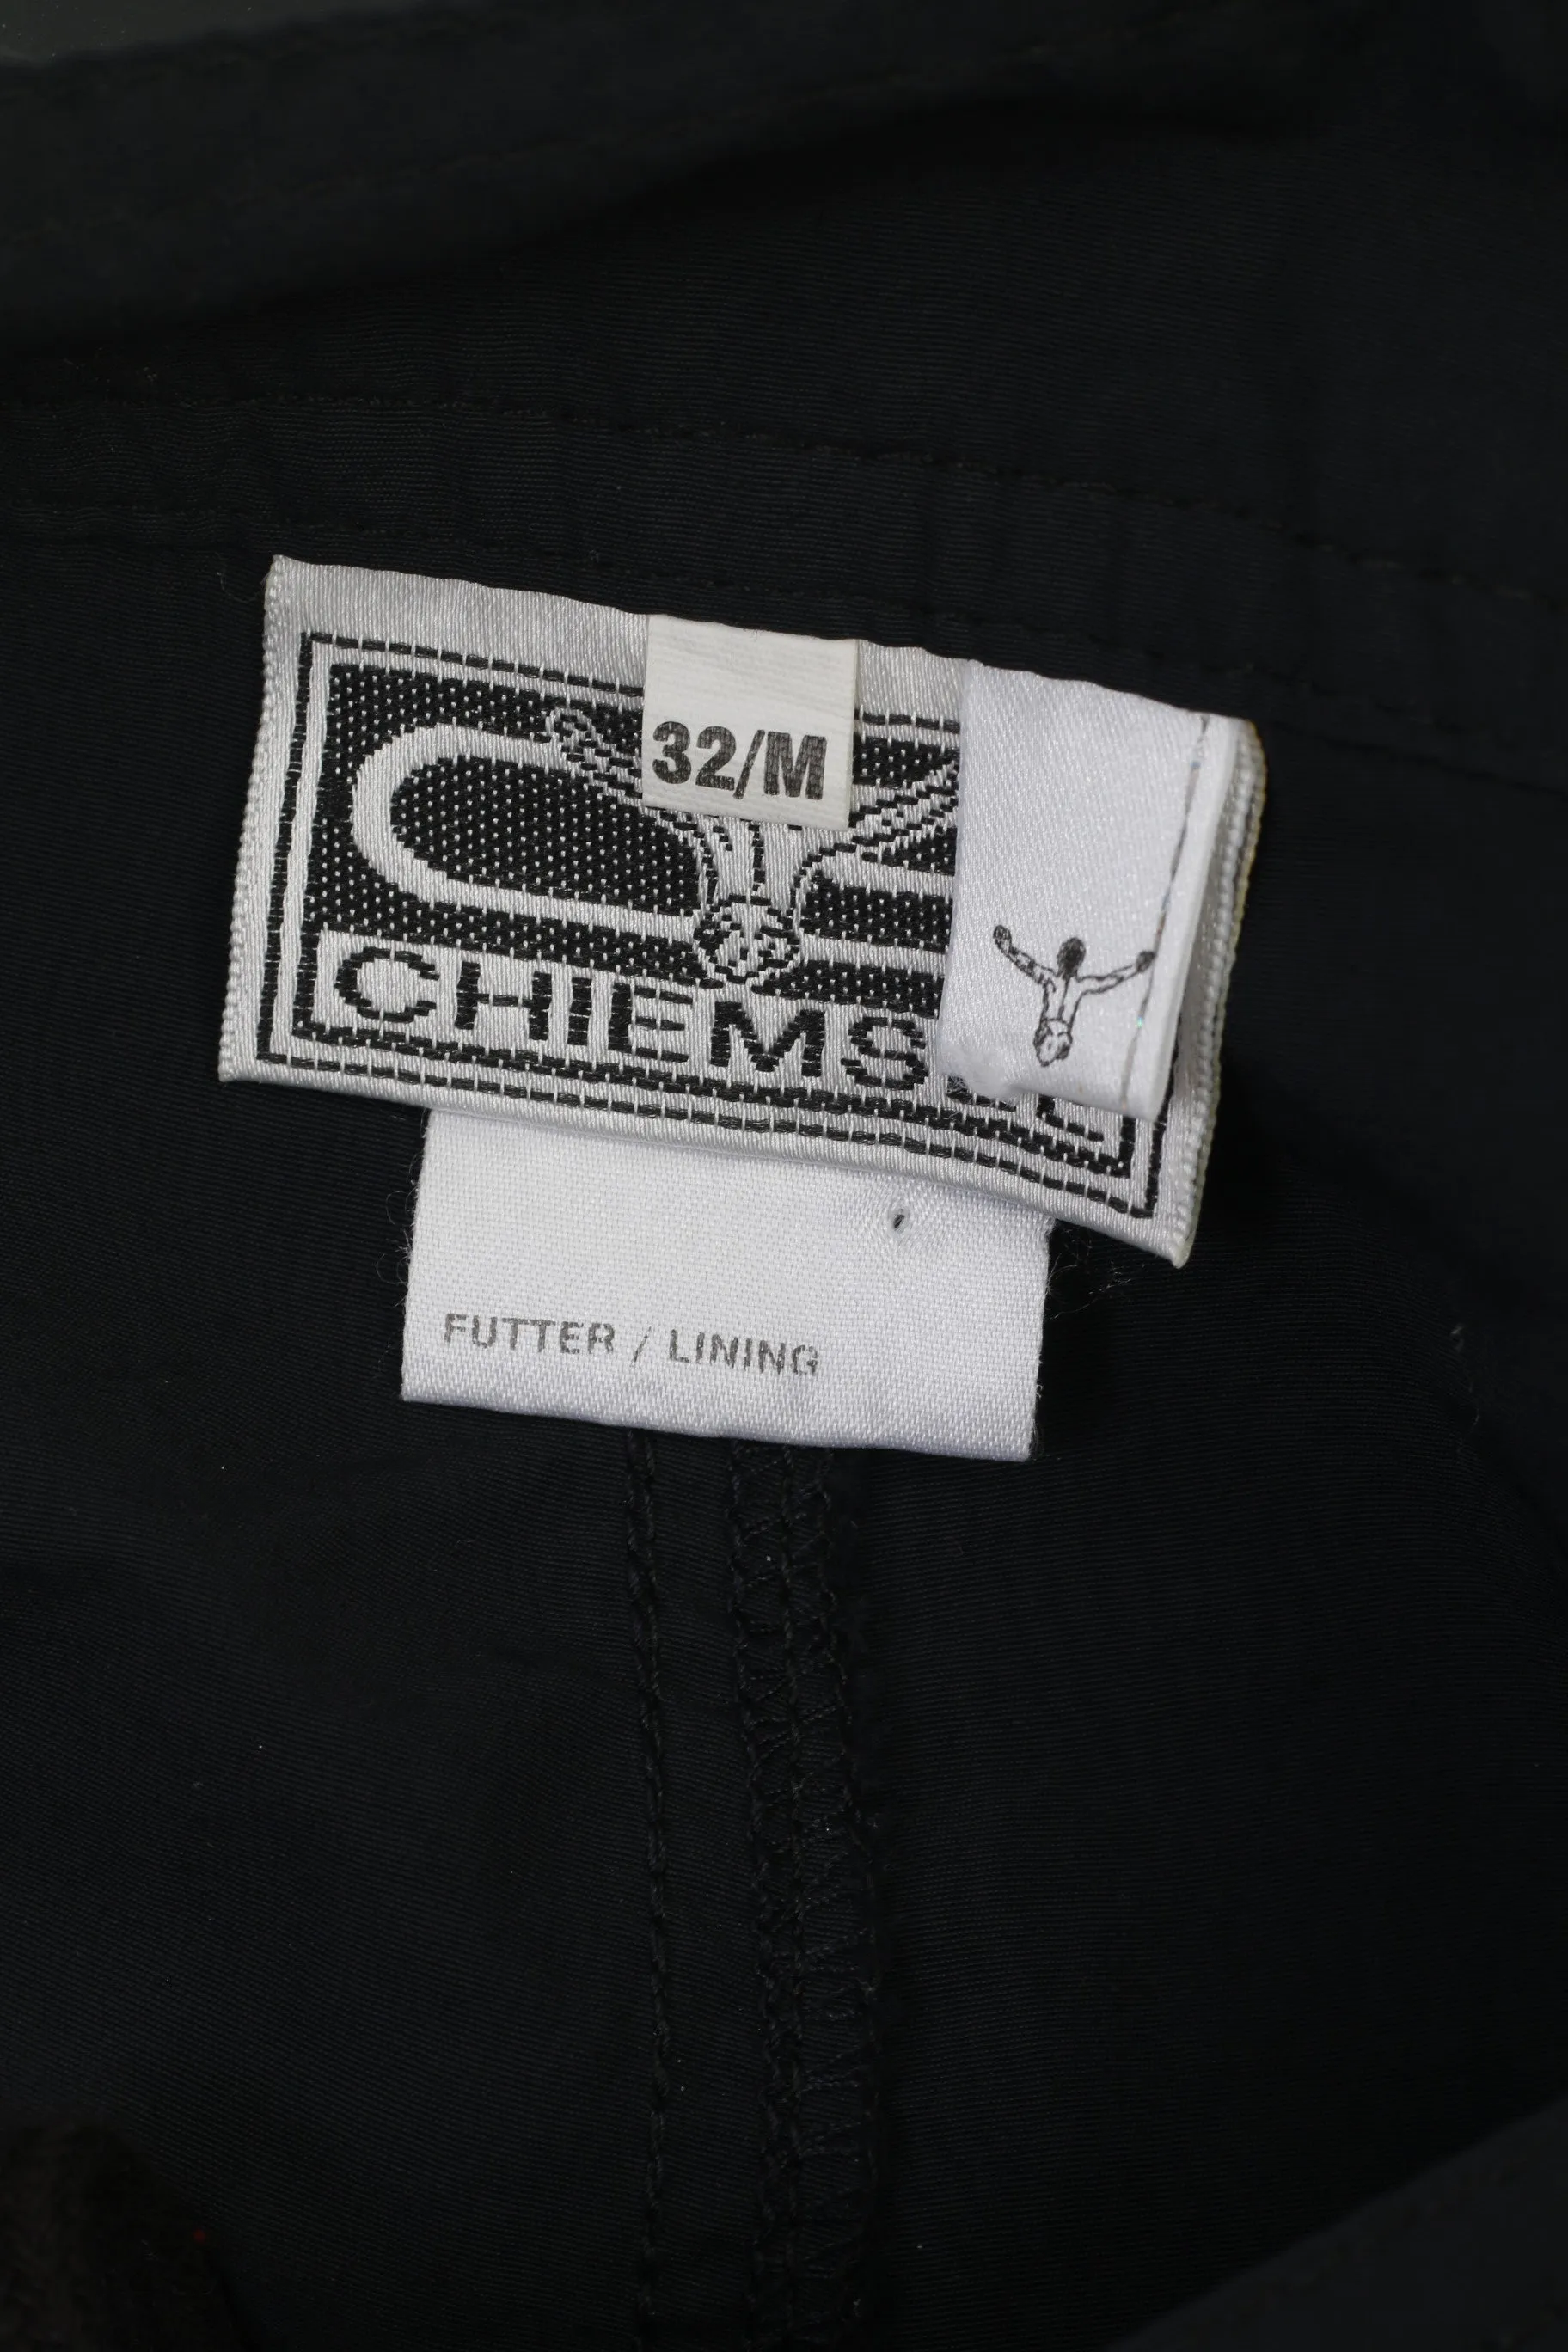 32/M
CHIEMS
FUTTER / LINING